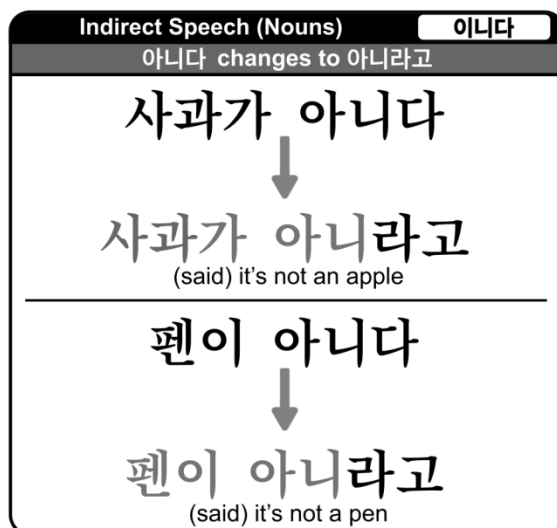 Indirect Speech (Nouns) 이니다
아니다 changes to 아니라고
사과가 아니다
사과가 아니라고
(said) it's not an apple
펜이 아니다
펜이 아니라고
(said) it's not a pen